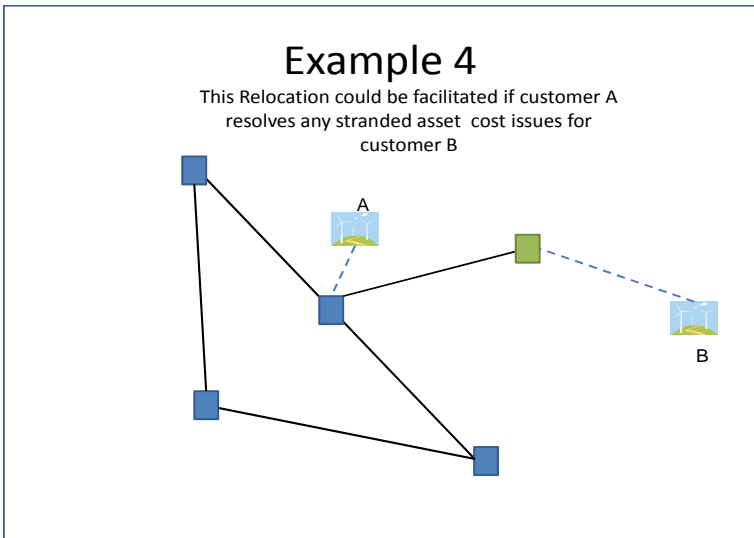 Example 4
This Relocation could be facilitated if customer A
resolves any stranded asset cost issues for
customer B
A
B